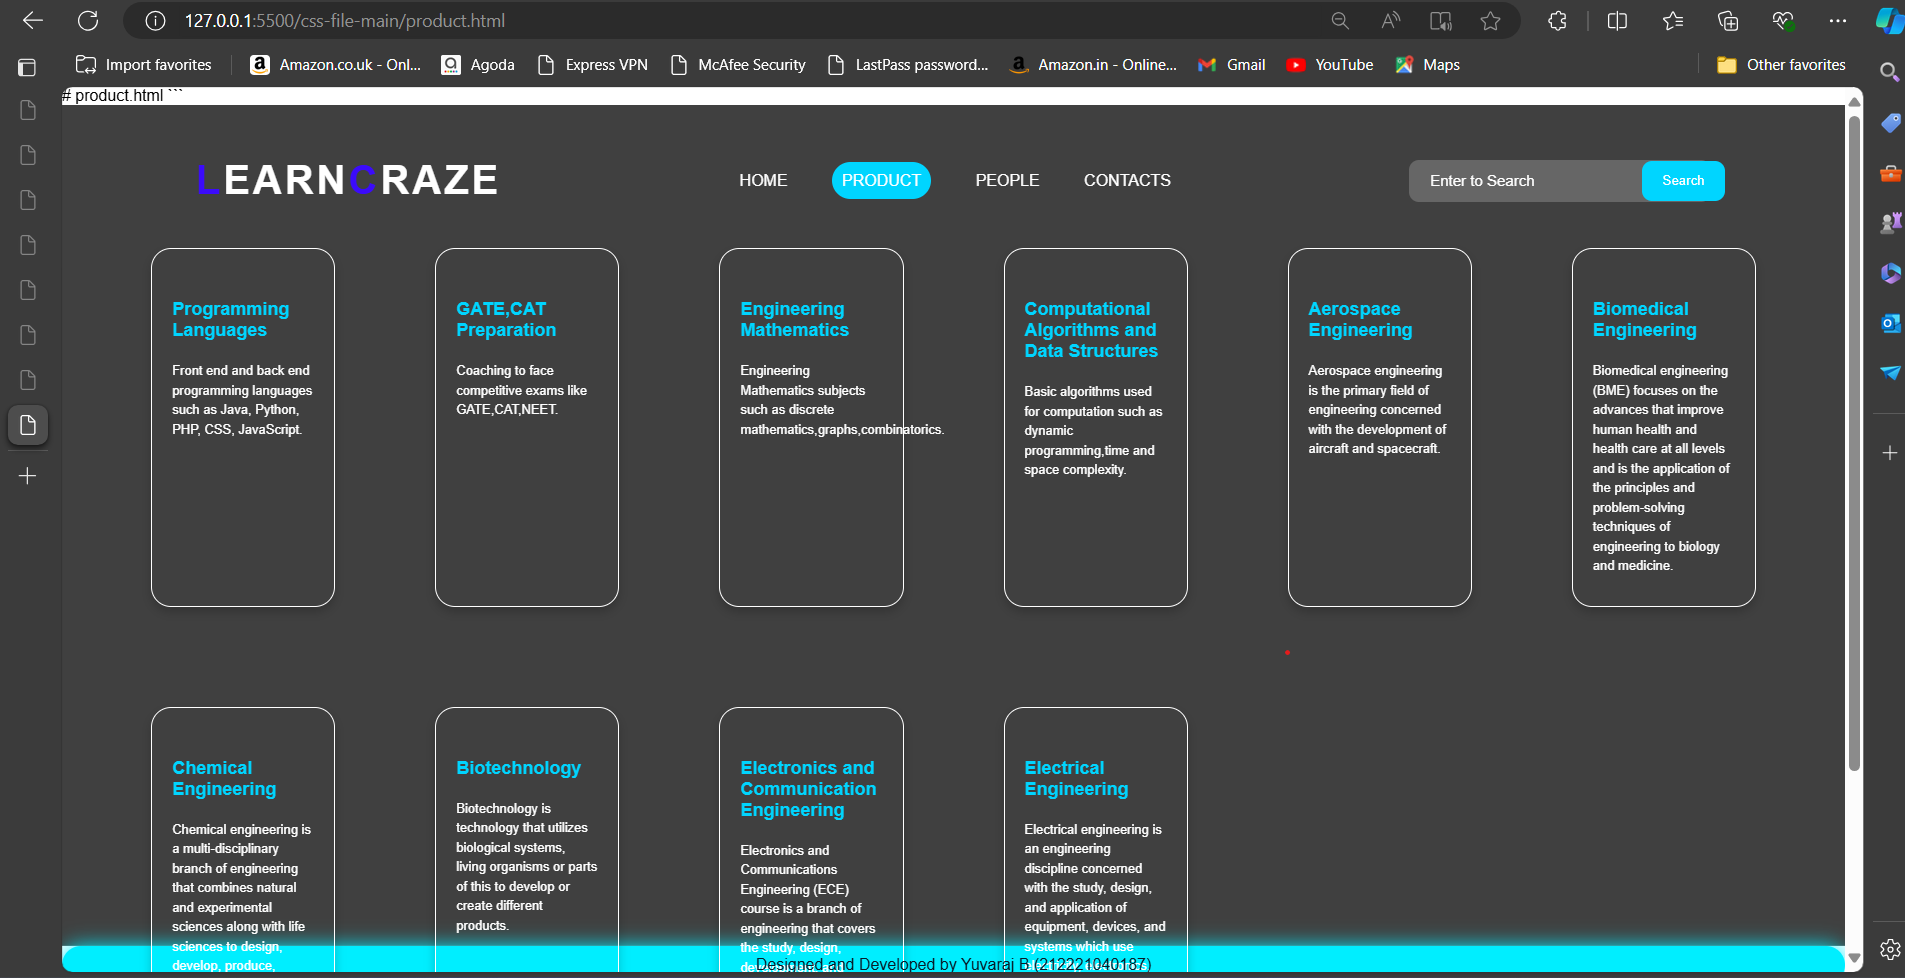 127.0.0.1:5500/css-file-main/product.html
Import favorites
Amazon.co.uk - Onl...
Agoda
Express VPN
McAfee Security
LastPass password...
Amazon.in - Online...
Gmail
YouTube
Maps
Other favorites
# product.html ```
LEARNCRAZE
HOME
PRODUCT
PEOPLE
CONTACTS
Enter to Search
Search
Programming
Languages
Front end and back end
programming languages
such as Java, Python,
PHP, CSS, JavaScript.
GATE,CAT
Preparation
Coaching to face
competitive exams like
GATE,CAT,NEET.
Engineering
Mathematics
Engineering
Mathematics subjects
such as discrete
mathematics,graphs,combinatorics.
Computational
Algorithms and
Data Structures
Basic algorithms used
for computation such as
dynamic
programming,time and
space complexity.
Aerospace
Engineering
Aerospace engineering
is the primary field of
engineering concerned
with the development of
aircraft and spacecraft.
Biomedical
Engineering
Biomedical engineering
(BME) focuses on the
advances that improve
human health and
health care at all levels
and is the application of
the principles and
problem-solving
techniques of
engineering to biology
and medicine.
Chemical
Engineering
Chemical engineering is
a multi-disciplinary
branch of engineering
that combines natural
and experimental
sciences along with life
sciences to design,
develop, produce,
Biotechnology
Biotechnology is
technology that utilizes
biological systems,
living organisms or parts
of this to develop or
create different
products.
Electronics and
Communication
Engineering
Electronics and
Communications
Engineering (ECE)
course is a branch of
engineering that covers
the study, design,
Electrical
Engineering
Electrical engineering is
an engineering
discipline concerned
with the study, design,
and application of
equipment, devices, and
systems which use
Designed and Developed by Yuvaraj B (212221040187)